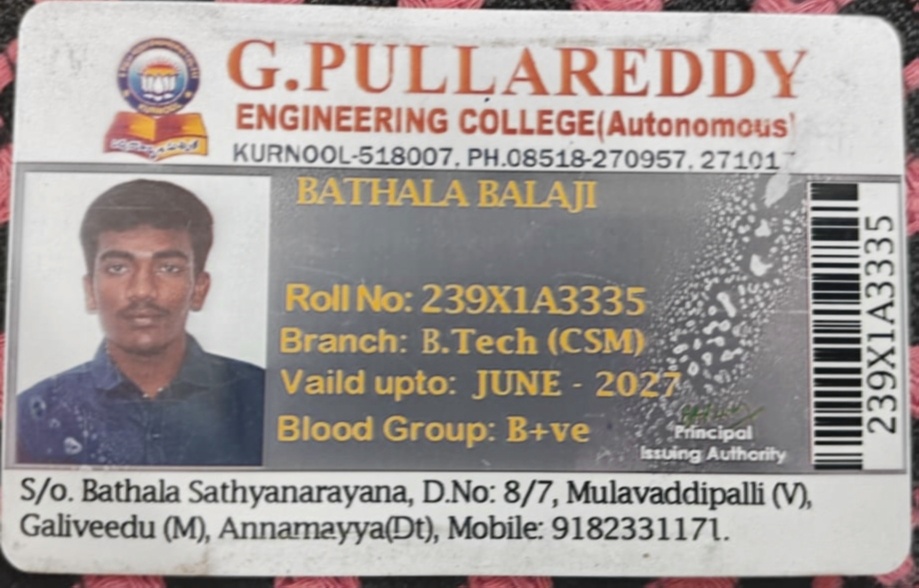 G.PULLAREDDY
ENGINEERING COLLEGE(Autonomous)
KURNOOL-518007. PH.08518-270957, 27101
BATHALA BALAJI
Roll No: 239X1A3335
Branch: B.Tech (CSM)
Vaild upto: JUNE - 2027
Blood Group: B+ve
Principal
Issuing Authority
239X1A3335
S/o. Bathala Sathyanarayana, D.No: 8/7, Mulavaddipalli (V),
Galiveedu (M), Annamayya(Dt), Mobile: 9182331171.